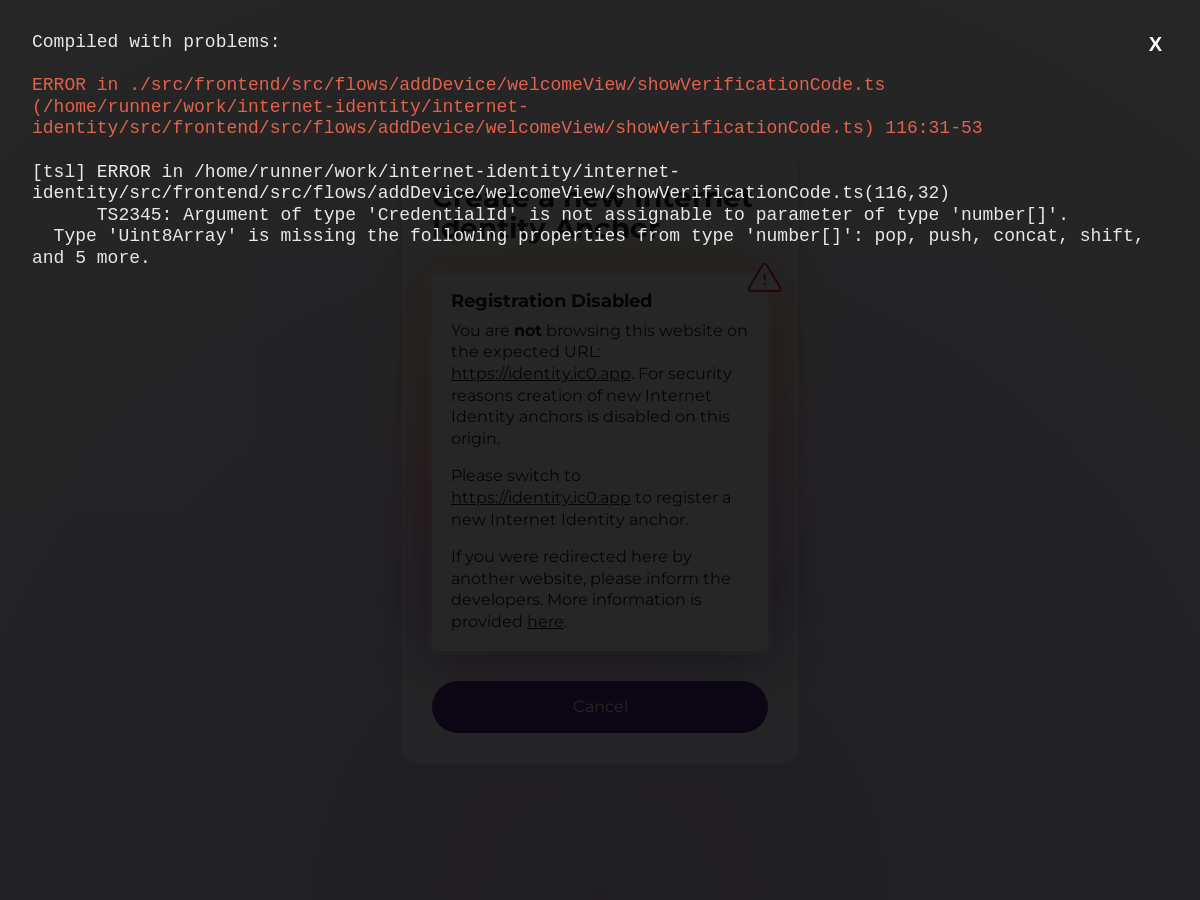 Compiled with problems:
X
ERROR in ./src/frontend/src/flows/addDevice/welcomeView/showVerificationCode.ts
(/home/runner/work/internet-identity/internet-
identity/src/frontend/src/flows/addDevice/welcomeView/showVerificationCode.ts) 116:31-53
[tsl] ERROR in /home/runner/work/internet-identity/internet-
identity/src/frontend/src/flows/addDevice/welcomeView/showVerificationCode.ts(116,32)
TS2345: Argument of type 'CredentialId' is not assignable to parameter of type 'number[]'.
Type 'Uint8Array' is missing the following properties from type 'number[]': pop, push, concat, shift,
and 5 more.
Create a new Internet
Identity Anchor
Registration Disabled
You are not browsing this website on
the expected URL:
https://identity.ic0.app. For security
reasons creation of new Internet
Identity anchors is disabled on this
origin.
Please switch to
https://identity.ic0.app to register a
new Internet Identity anchor.
If you were redirected here by
another website, please inform the
developers. More information is
provided here.
Cancel